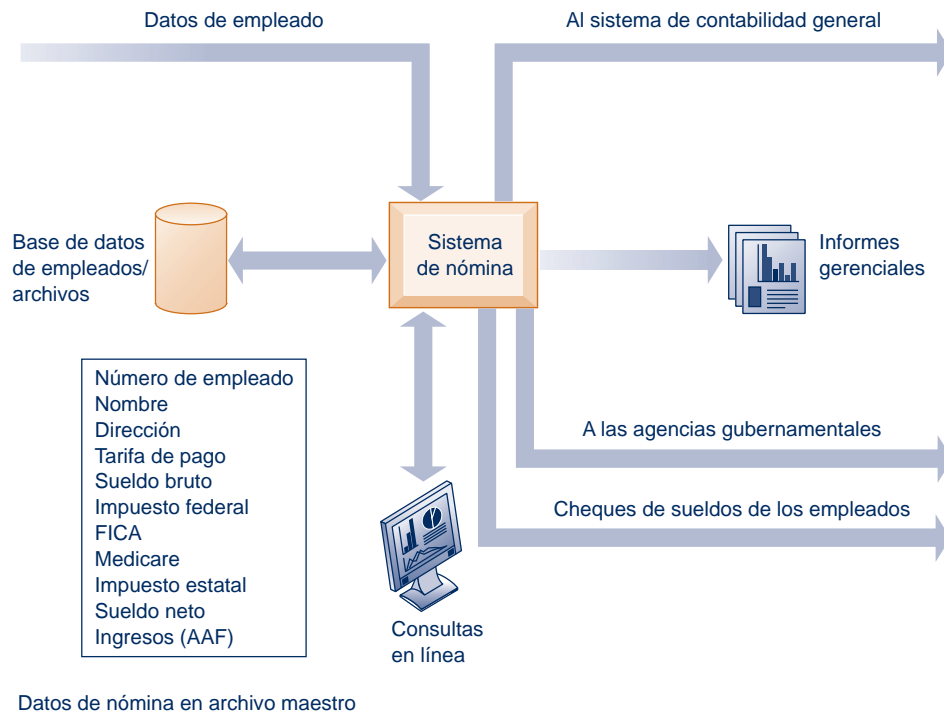 Datos de empleado
Al sistema de contabilidad general
Base de datos
de empleados/
archivos
Sistema
de nómina
Informes
gerenciales
Número de empleado
Nombre
Dirección
Tarifa de pago
Sueldo bruto
Impuesto federal
FICA
Medicare
Impuesto estatal
Sueldo neto
Ingresos (AAF)
A las agencias gubernamentales
Cheques de sueldos de los empleados
Consultas
en línea
Datos de nómina en archivo maestro